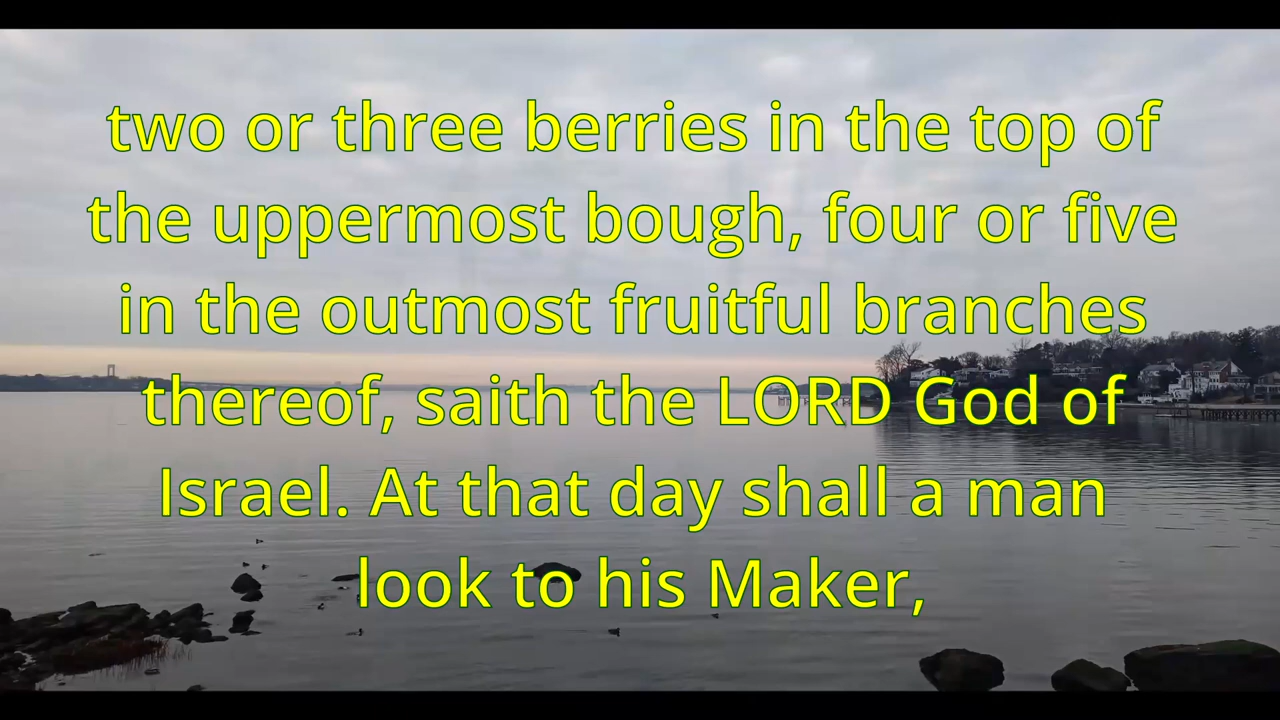 two or three berries in the top of
the uppermost bough, four or five
in the outmost fruitful branches
thereof, saith the LORD God of
Israel. At that day shall a man
look to his Maker,